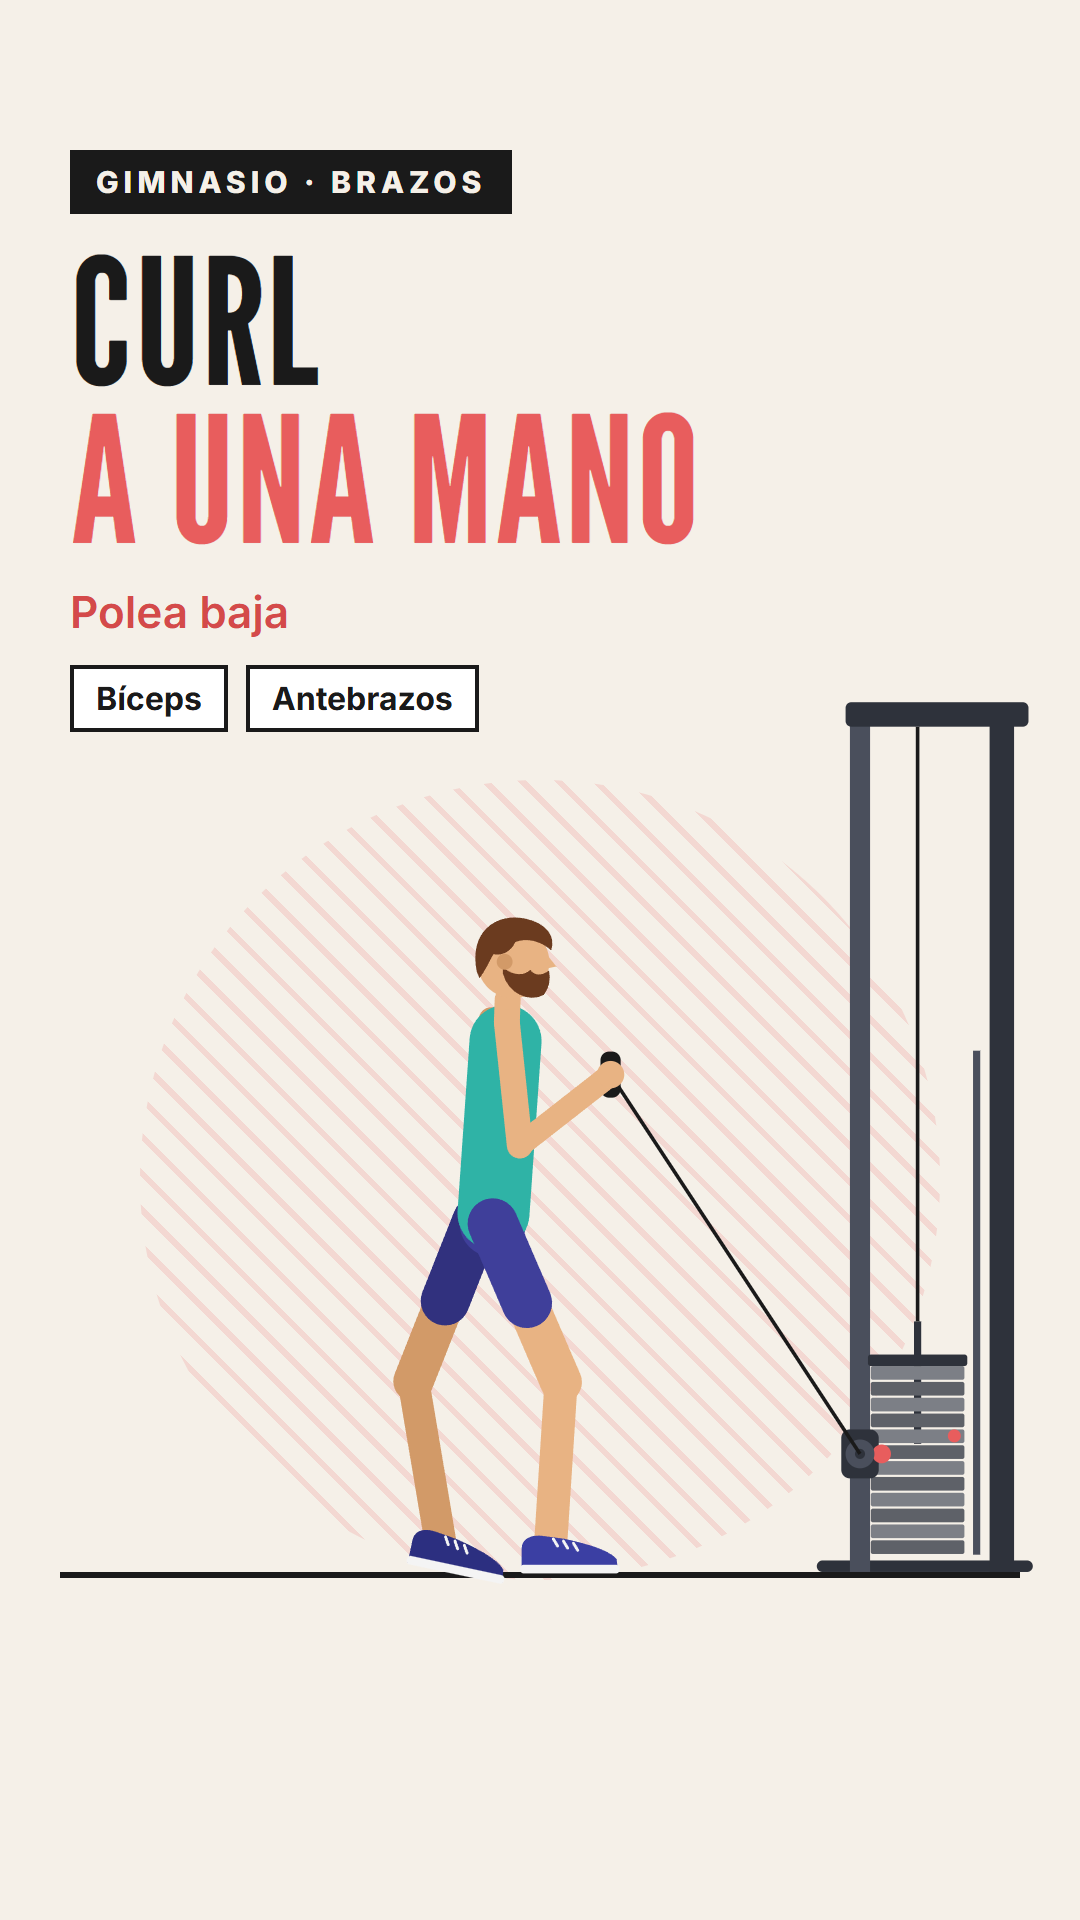 GIMNASIO · BRAZOS
CURL
A UNA MANO
Polea baja
Bíceps
Antebrazos